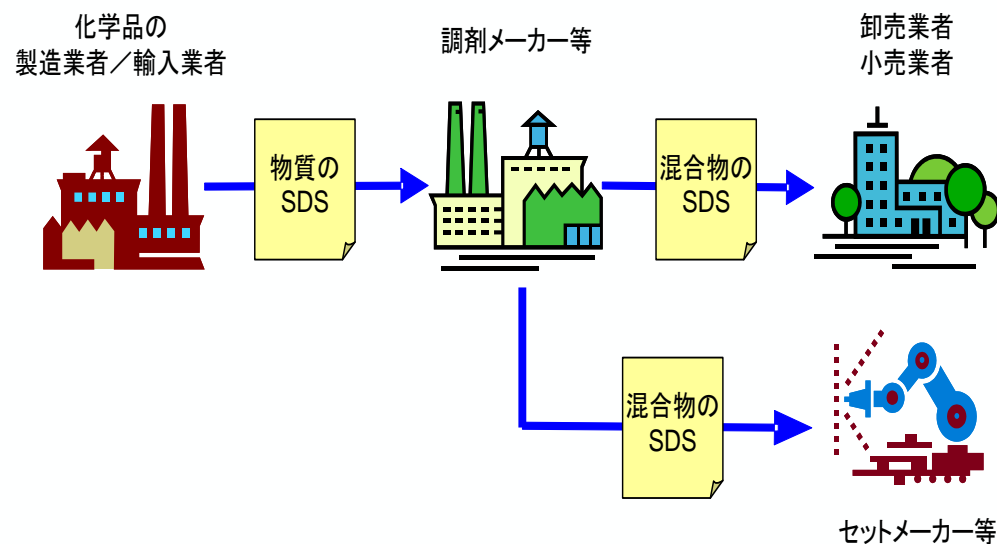 化学品の
製造業者／輸入業者
調剤メーカー等
卸売業者
小売業者
物質の
SDS
混合物の
SDS
混合物の
SDS
セットメーカー等